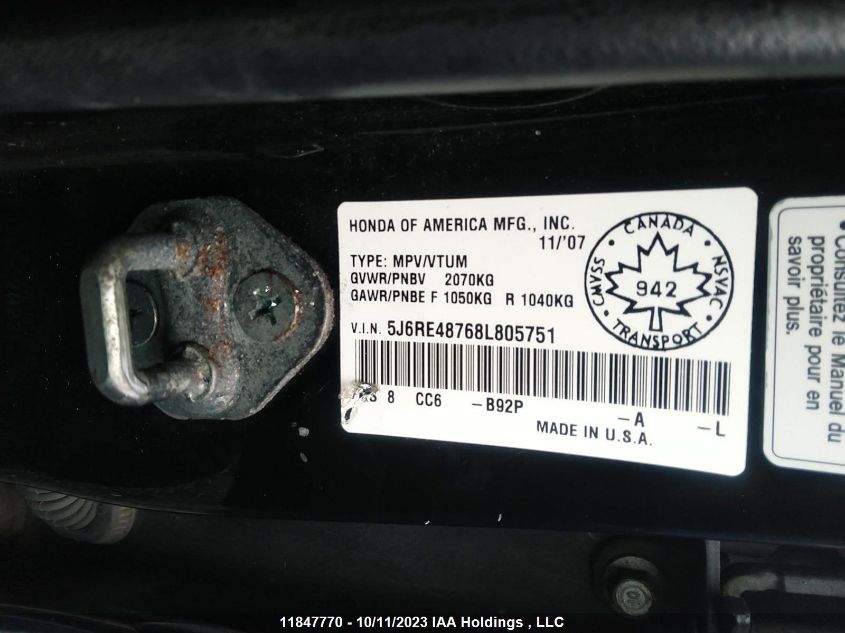 HONDA OF AMERICA MFG., INC.
11/'07
TYPE: MPV/VTUM
GVWR/PNBV 2070KG
GAWR/PNBE F 1050KG R 1040KG
V.I.N. 5J6RE48768L805751
S 8 CC6 -B92P -A -L
MADE IN U.S.A.
CANADA
CMVSS 942 NSVAC
TRANSPORT
•Consultez le Manuel du
propriétaire pour en
savoir plus.
11847770 - 10/11/2023 IAA Holdings , LLC